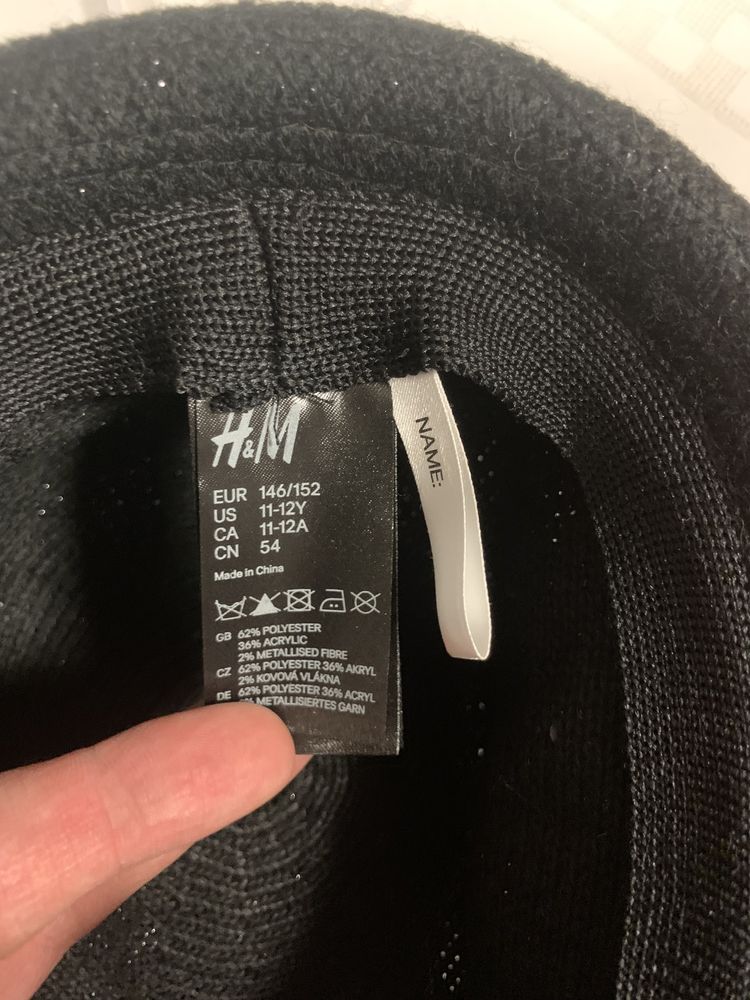 H&M
EUR 146/152
US 11-12Y
CA 11-12A
CN 54
Made in China
GB 62% POLYESTER
36% ACRYLIC
2% METALLISED FIBRE
CZ 62% POLYESTER 36% AKRYL
2% KOVOVÁ VLÁKNA
DE 62% POLYESTER 36% ACRYL
METALLISIERTES GARN
NAME: